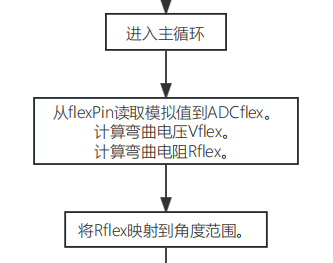 进入主循环
从flexPin读取模拟值到ADCflex。
计算弯曲电压Vflex。
计算弯曲电阻Rflex。
将Rflex映射到角度范围。